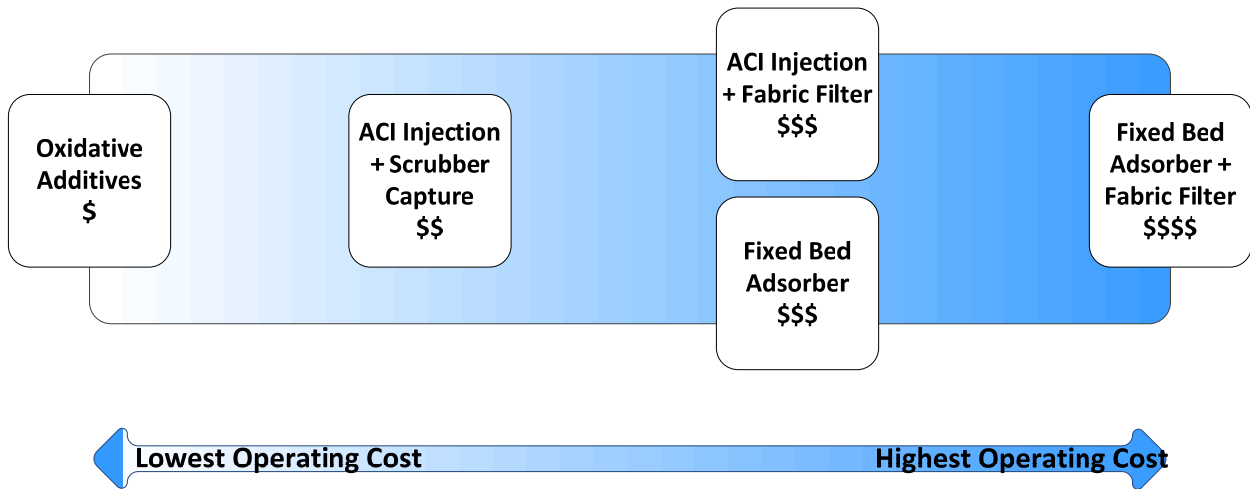 Oxidative
Additives
$
ACI Injection
+ Scrubber
Capture
$$
ACI Injection
+ Fabric Filter
$$$
Fixed Bed
Adsorber
$$$
Fixed Bed
Adsorber +
Fabric Filter
$$$$
Lowest Operating Cost
Highest Operating Cost